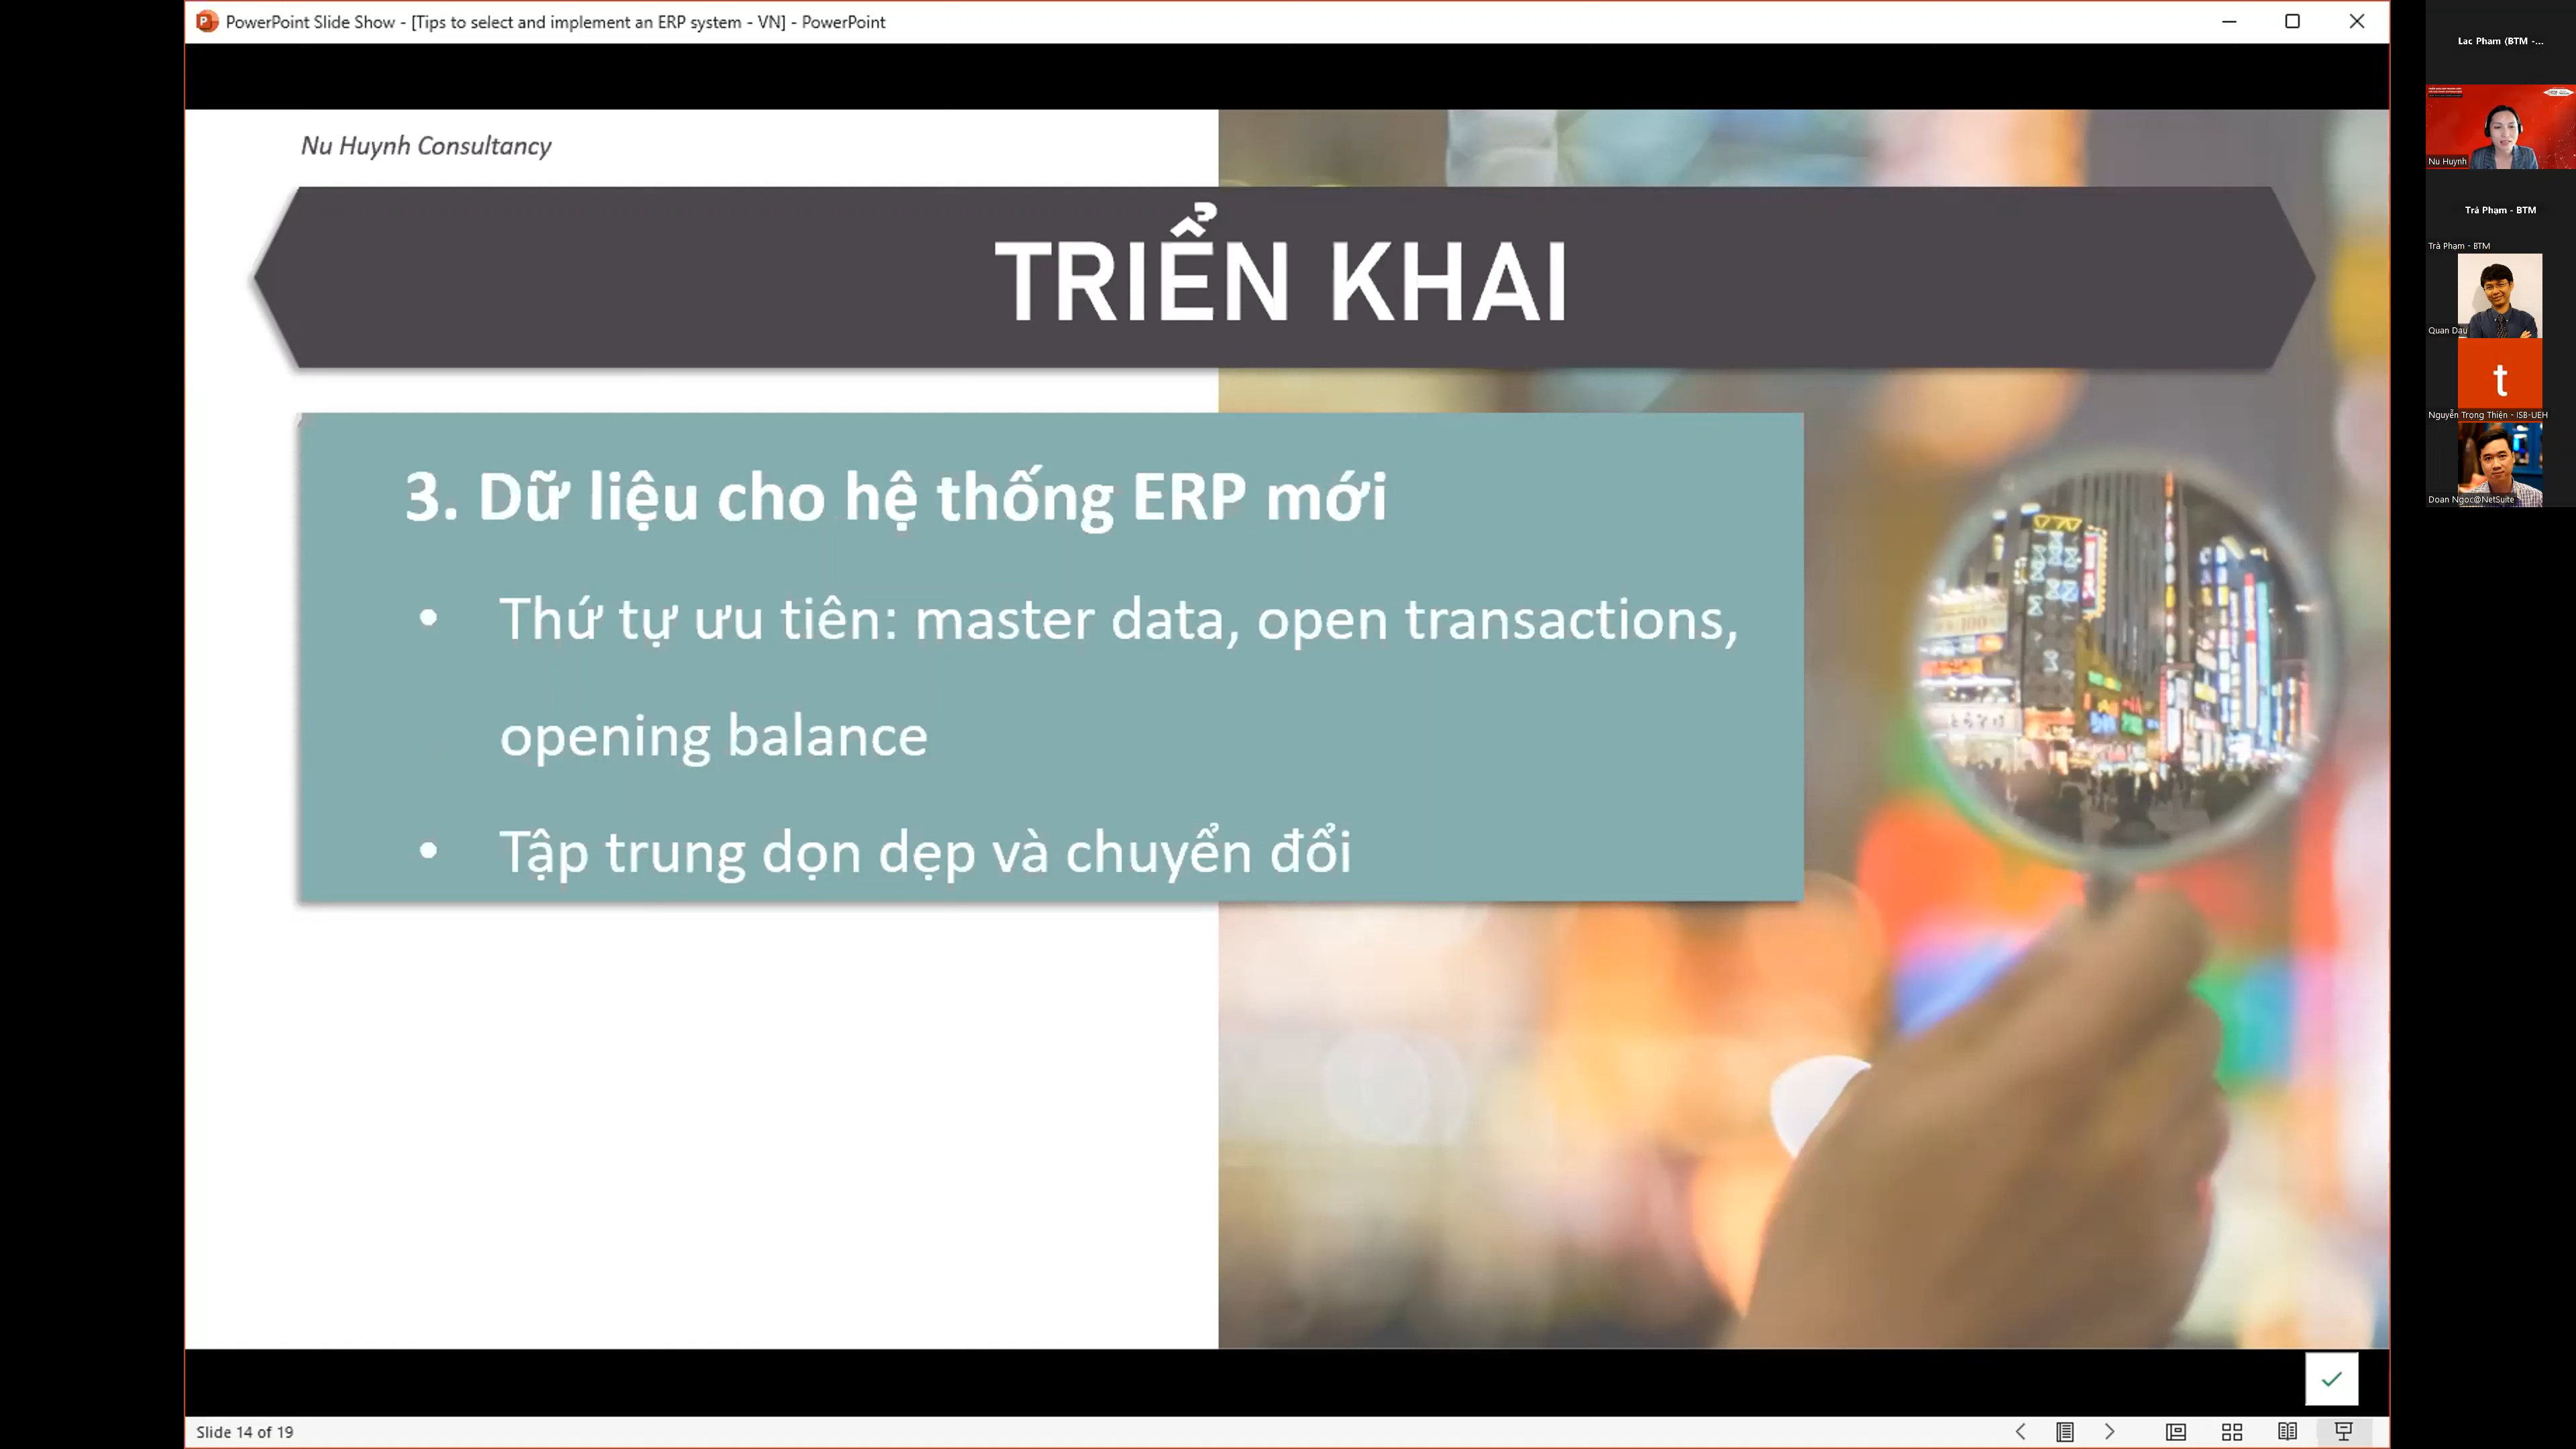 PowerPoint Slide Show - [Tips to select and implement an ERP system - VN] - PowerPoint
Nu Huynh Consultancy
TRIỂN KHAI
3. Dữ liệu cho hệ thống ERP mới
• Thứ tự ưu tiên: master data, open transactions,
opening balance
• Tập trung dọn dẹp và chuyển đổi
Slide 14 of 19
Lac Pham (BTM -...
Nu Huynh
Trà Phạm - BTM
Trà Phạm - BTM
Quan Dau
t
Nguyễn Trọng Thiện - ISB-UEH
Doan Ngoc@NetSuite